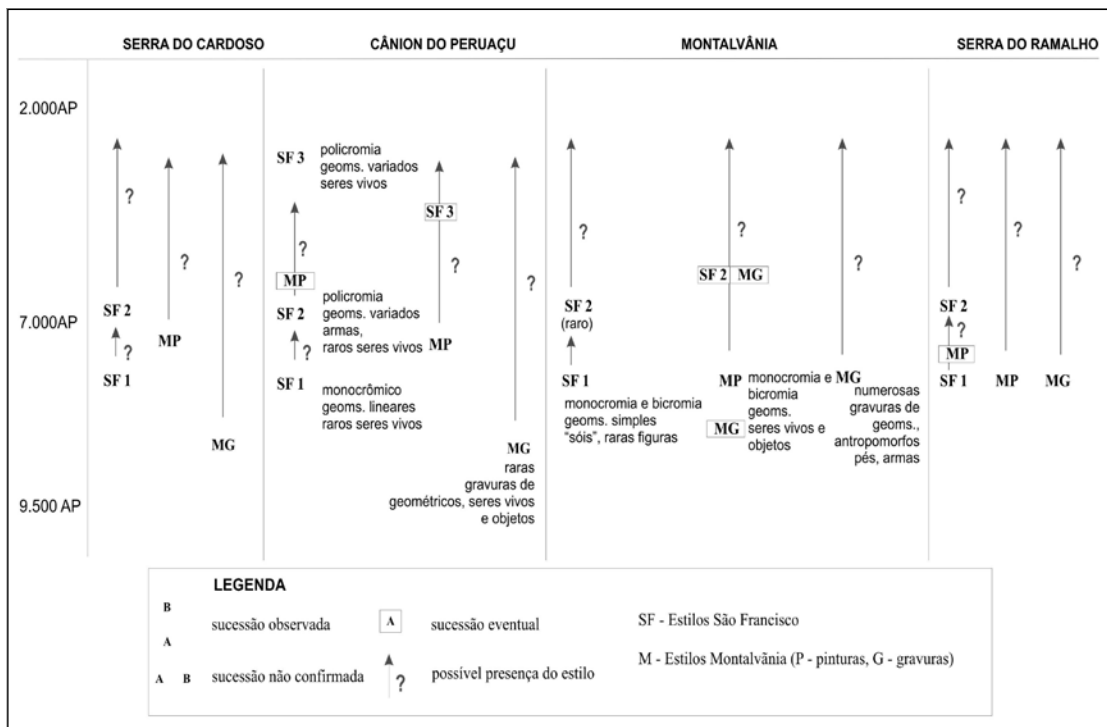 SERRA DO CARDOSO
CÂNION DO PERUAÇU
MONTALVÂNIA
SERRA DO RAMALHO
2.000AP
7.000AP
9.500 AP
?
SF 2
?
SF 1
?
MP
?
MG
SF 3
policromia
geoms. variados
seres vivos
?
MP
SF 2
policromia
geoms. variados
armas,
raros seres vivos
?
SF 1
monocrômico
geoms. lineares
raros seres vivos
SF 3
?
MP
?
MG
raras
gravuras de
geométricos, seres vivos
e objetos
?
SF 2
(raro)
SF 1
monocromia e bicromia
geoms. simples
“sóis”, raras figuras
?
SF 2 MG
MP
MG
monocromia e
bicromia
geoms.
seres vivos e
objetos
?
MG
numerosas
gravuras de
geoms.,
antropomorfos
pés, armas
?
SF 2
?
MP
SF 1
?
MP
?
MG
LEGENDA
B
A
sucessão observada
A B
sucessão não confirmada
A
sucessão eventual
?
possível presença do estilo
SF - Estilos São Francisco
M - Estilos Montalvânia (P - pinturas, G - gravuras)